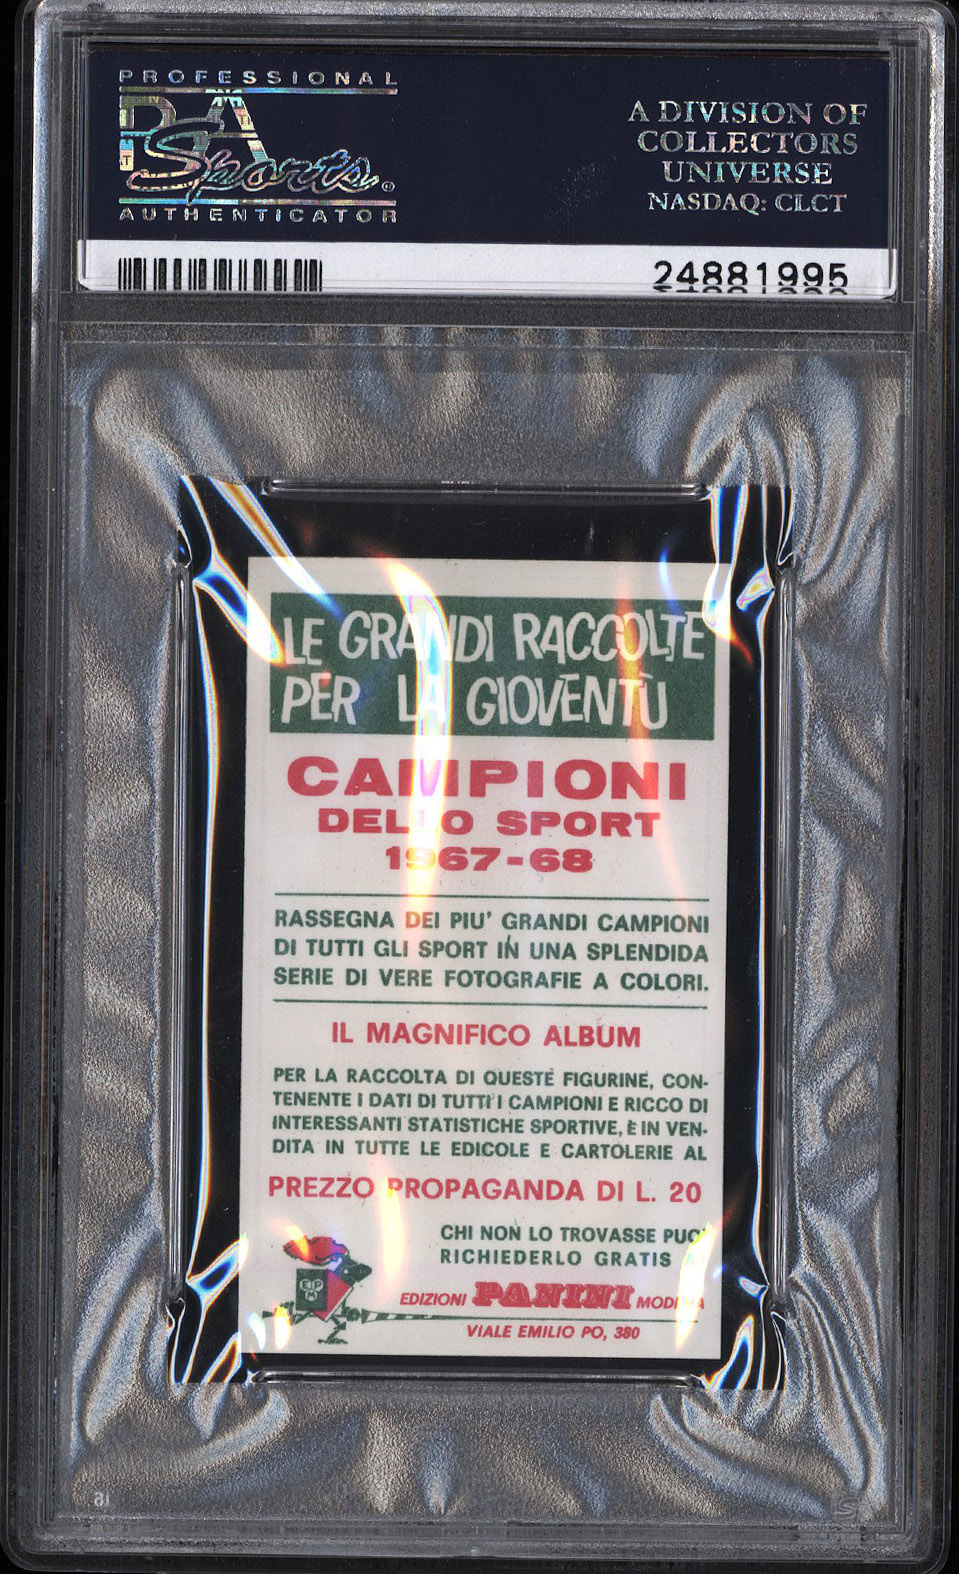 PROFESSIONAL
PSA
Sports®
AUTHENTICATOR
A DIVISION OF
COLLECTORS
UNIVERSE
NASDAQ: CLCT
24881995
LE GRANDI RACCOLTE
PER LA GIOVENTÙ
CAMPIONI
DELLO SPORT
1967-68
RASSEGNA DEI PIU' GRANDI CAMPIONI
DI TUTTI GLI SPORT IN UNA SPLENDIDA
SERIE DI VERE FOTOGRAFIE A COLORI.
IL MAGNIFICO ALBUM
PER LA RACCOLTA DI QUESTE FIGURINE, CON-
TENENTE I DATI DI TUTTI I CAMPIONI E RICCO DI
INTERESSANTI STATISTICHE SPORTIVE, È IN VEN-
DITA IN TUTTE LE EDICOLE E CARTOLERIE AL
PREZZO PROPAGANDA DI L. 20
CHI NON LO TROVASSE PUO'
RICHIEDERLO GRATIS A:
EPM
EDIZIONI PANINI MODENA
VIALE EMILIO PO, 380